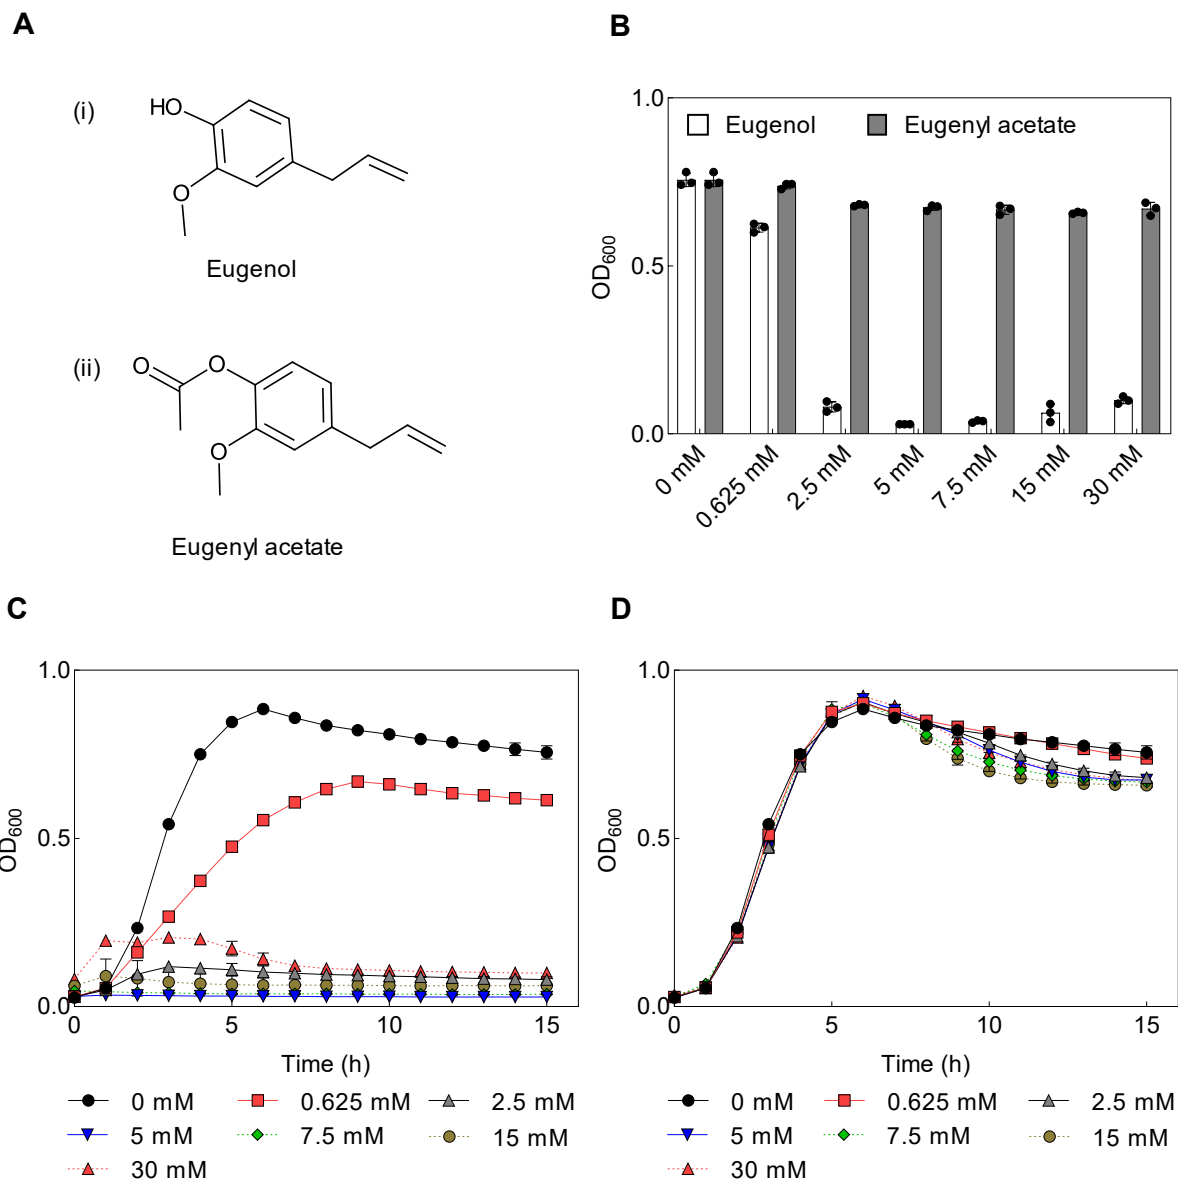 A
(i)
HO
O
Eugenol
(ii)
O
O
O
Eugenyl acetate
B
1.0
0.5
0.0
OD600
Eugenol
Eugenyl acetate
0 mM
0.625 mM
2.5 mM
5 mM
7.5 mM
15 mM
30 mM
C
1.0
0.5
0.0
OD600
0
5
10
15
Time (h)
0 mM
0.625 mM
2.5 mM
5 mM
7.5 mM
15 mM
30 mM
D
1.0
0.5
0.0
OD600
0
5
10
15
Time (h)
0 mM
0.625 mM
2.5 mM
5 mM
7.5 mM
15 mM
30 mM